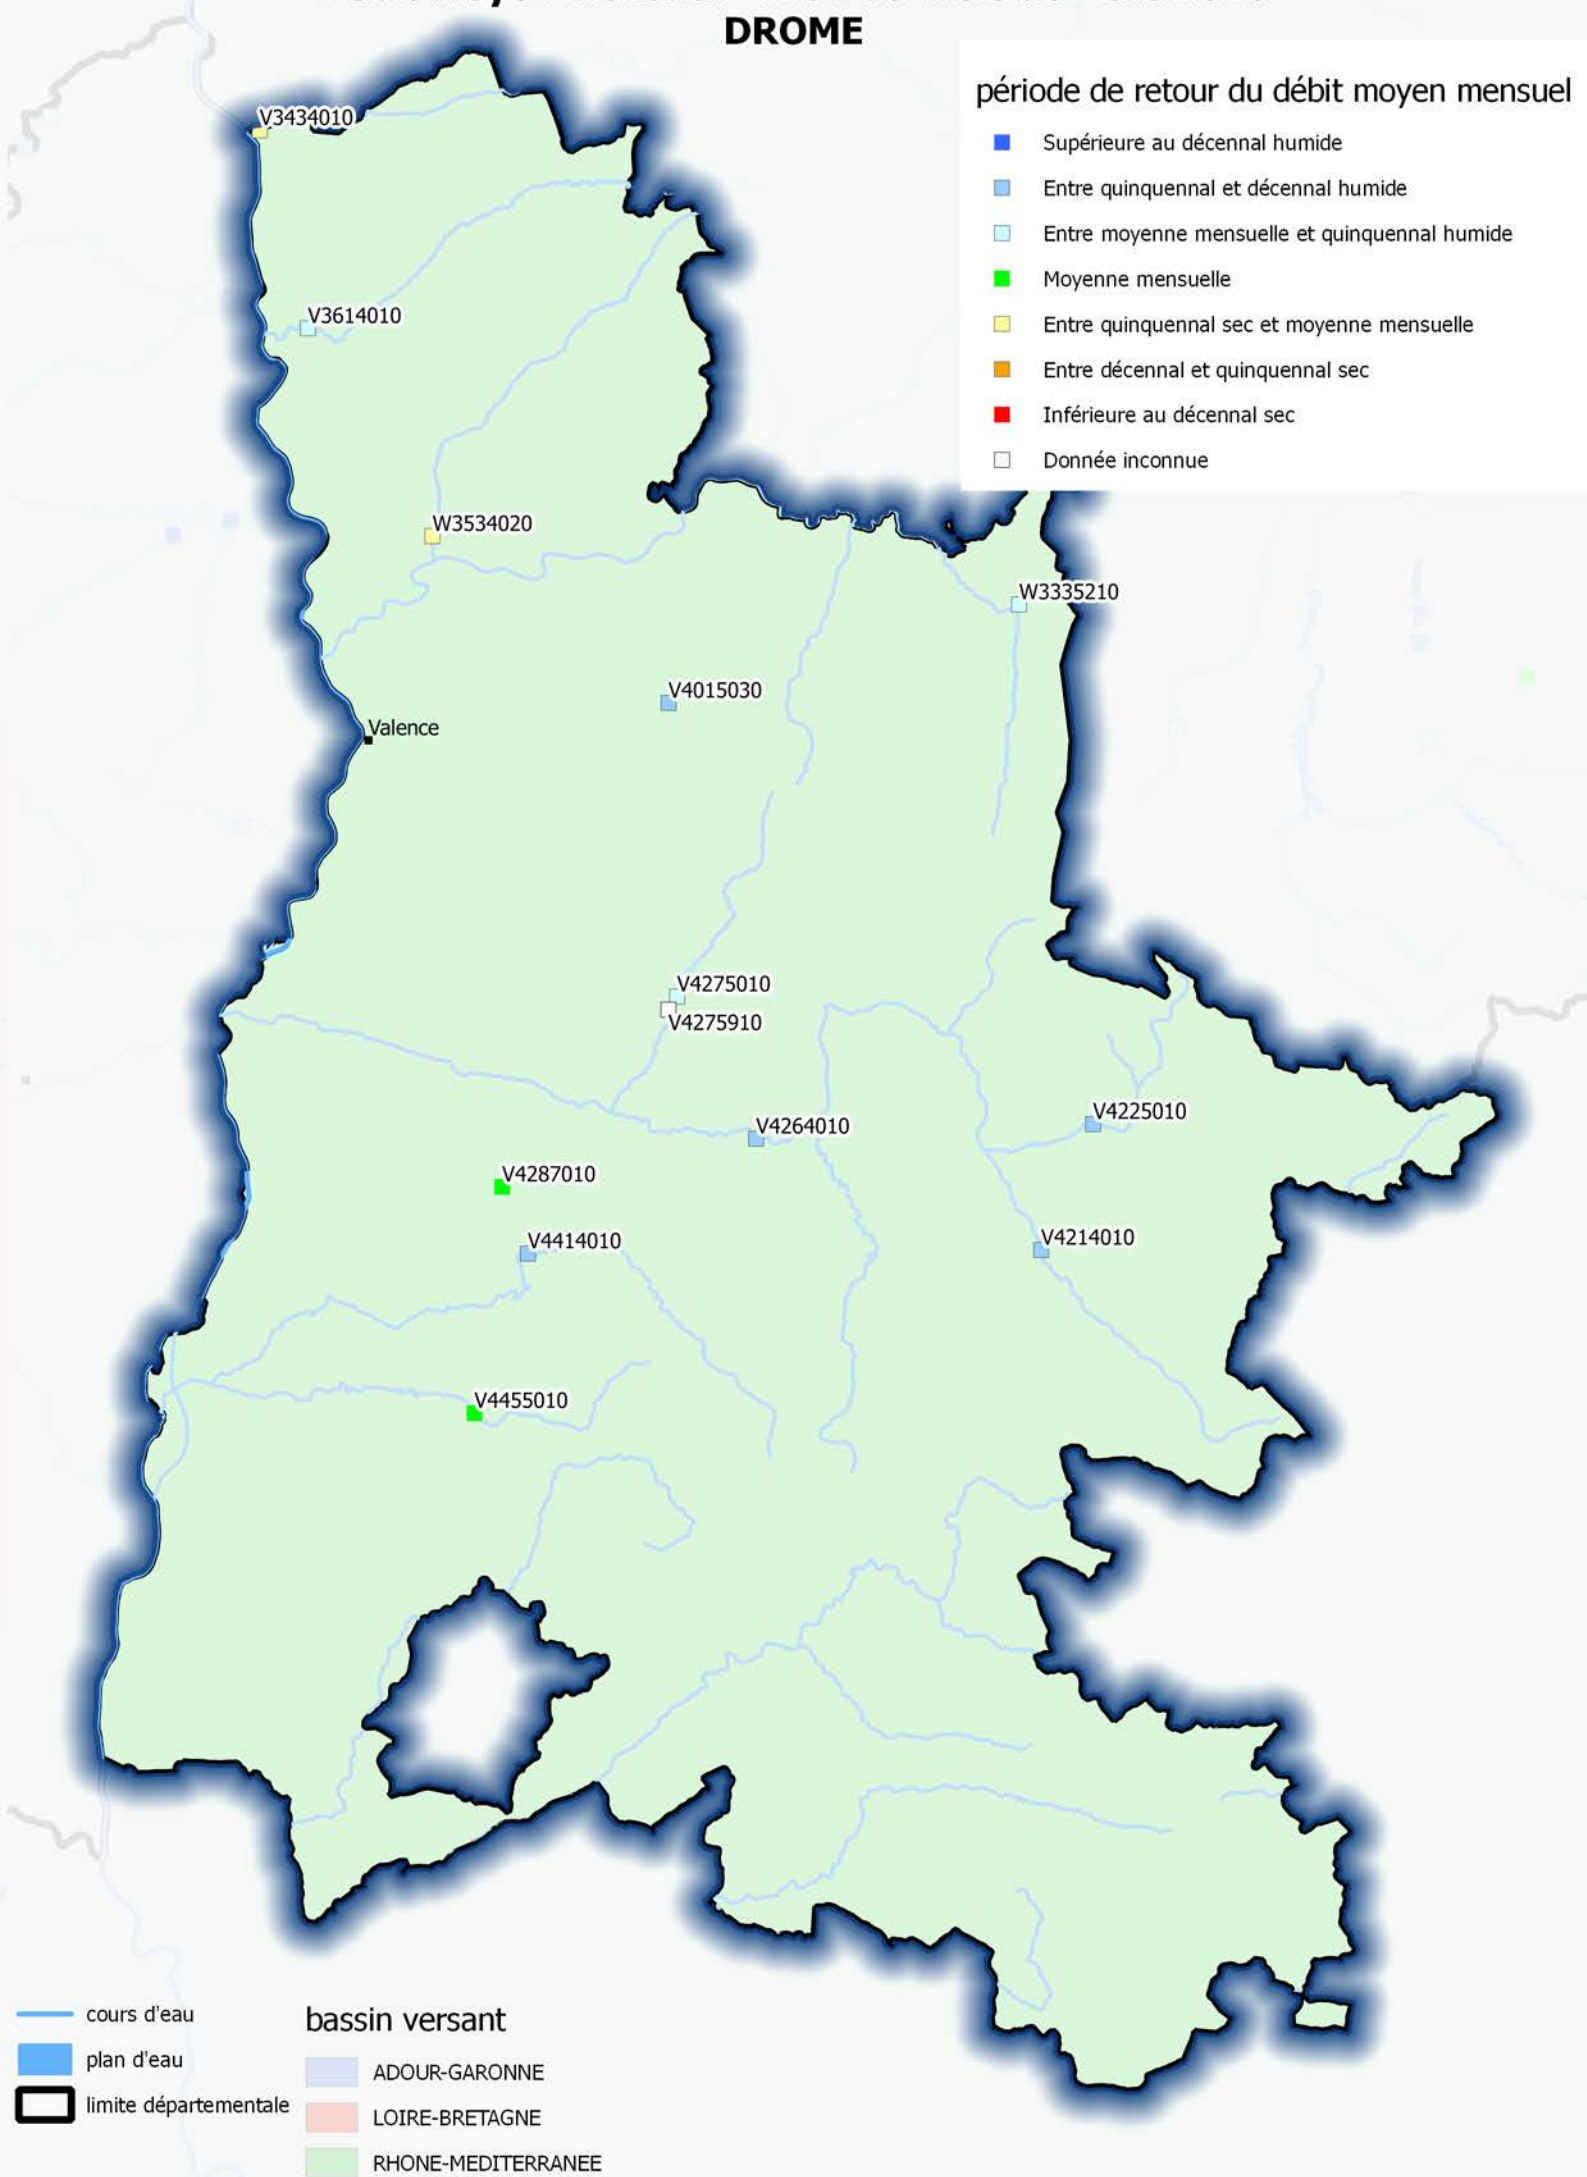 DROME
période de retour du débit moyen mensuel
Supérieure au décennal humide
Entre quinquennal et décennal humide
Entre moyenne mensuelle et quinquennal humide
Moyenne mensuelle
Entre quinquennal sec et moyenne mensuelle
Entre décennal et quinquennal sec
Inférieure au décennal sec
Donnée inconnue
V3434010
V3614010
W3534020
W3335210
V4015030
Valence
V4275010
V4275910
V4225010
V4264010
V4287010
V4214010
V4414010
V4455010
cours d'eau
plan d'eau
limite départementale
bassin versant
ADOUR-GARONNE
LOIRE-BRETAGNE
RHONE-MEDITERRANEE